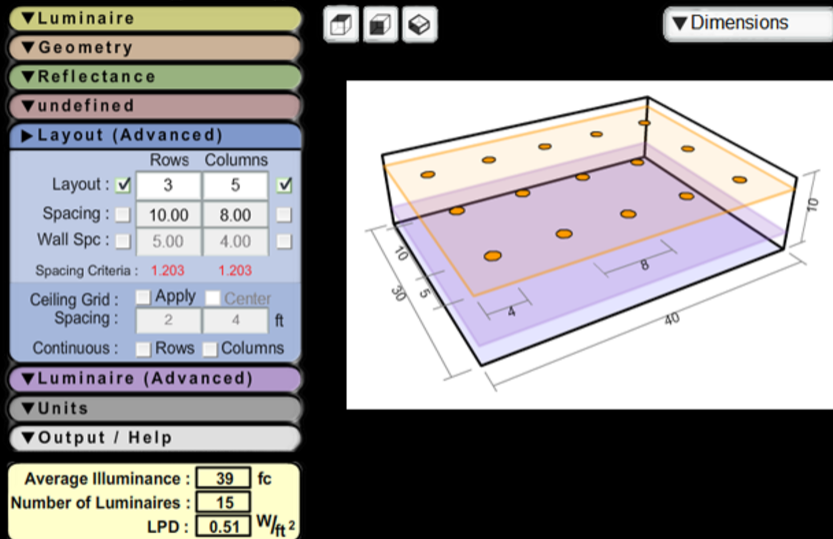 ▼Luminaire
▼Geometry
▼Reflectance
▼undefined
▶Layout (Advanced)
Rows Columns
Layout : 3 5
Spacing : 10.00 8.00
Wall Spc : 5.00 4.00
Spacing Criteria : 1.203 1.203
Ceiling Grid : Apply Center
Spacing : 2 4 ft
Continuous : Rows Columns
▼Luminaire (Advanced)
▼Units
▼Output / Help
Average Illuminance : 39 fc
Number of Luminaires : 15
LPD : 0.51 W/ft²
▼Dimensions
10
10
30
5
4
8
40